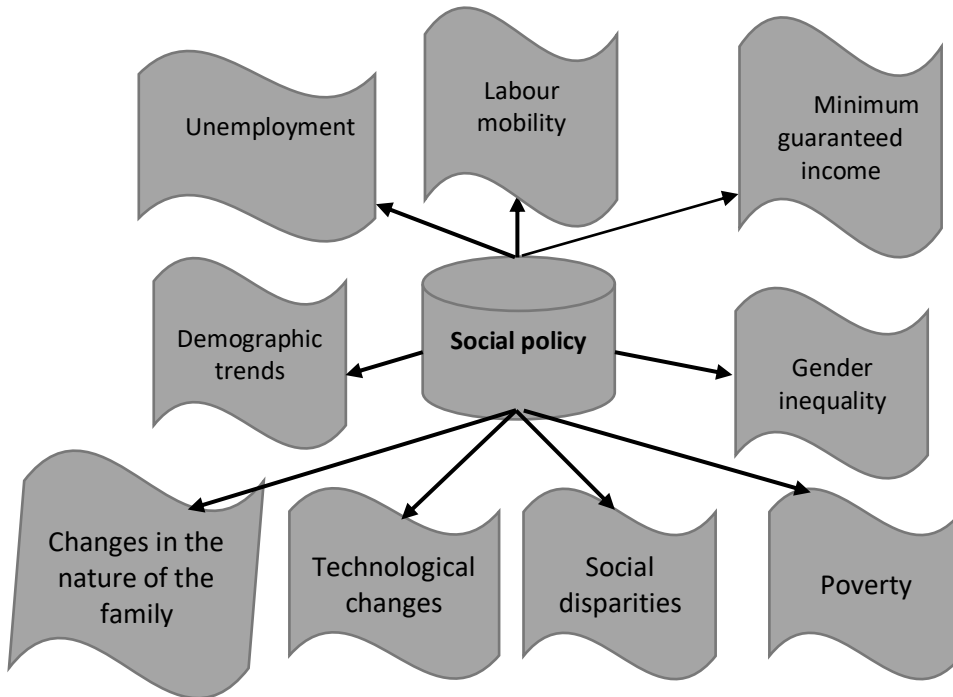 Unemployment
Labour
mobility
Minimum
guaranteed
income
Demographic
trends
Social policy
Gender
inequality
Changes in the
nature of the
family
Technological
changes
Social
disparities
Poverty